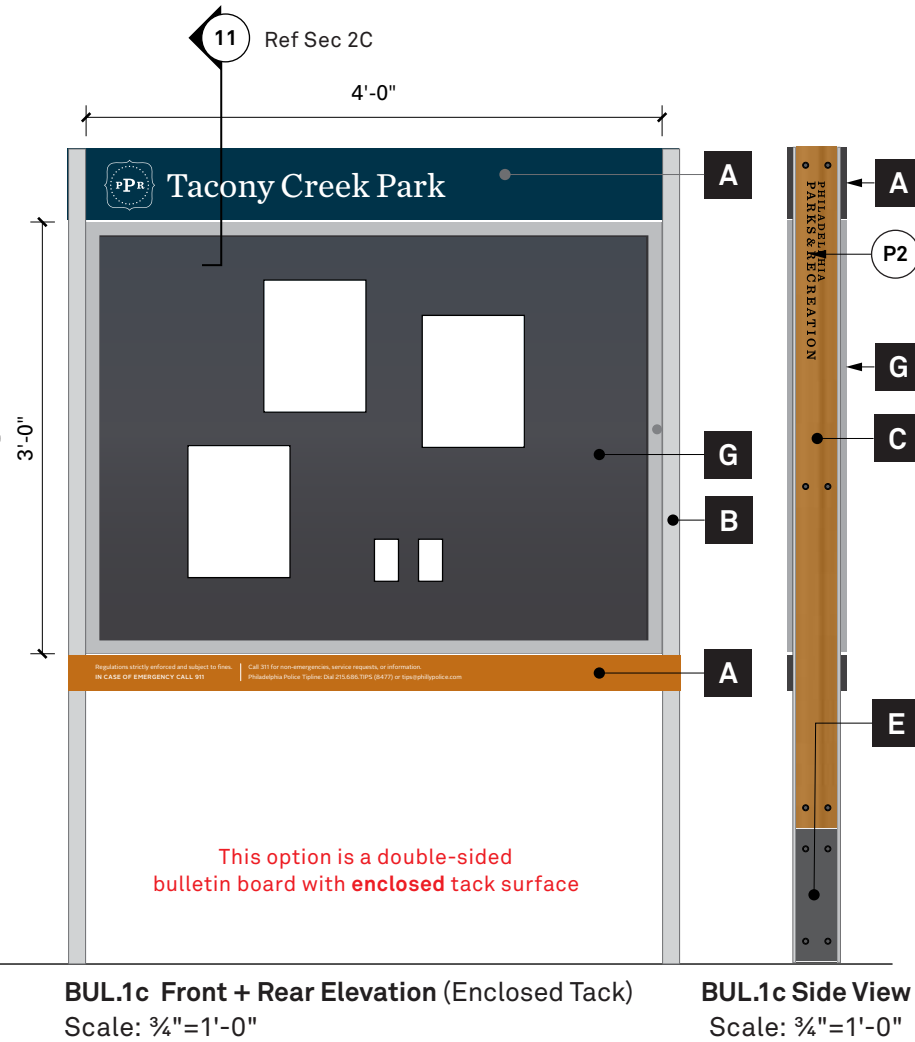 11 Ref Sec 2C
4'-0"
PPR Tacony Creek Park
A
A
PHILADELPHIA
PARKS & RECREATION
P2
3'-0"
G
C
G
B
Regulations strictly enforced and subject to fines.
IN CASE OF EMERGENCY CALL 911
Call 311 for non-emergencies, service requests, or information.
Philadelphia Police Tipline: Dial 215.686.TIPS (8477) or tips@phillypolice.com
A
E
This option is a double-sided
bulletin board with enclosed tack surface
BUL.1c Front + Rear Elevation (Enclosed Tack)
Scale: ¾"=1'-0"
BUL.1c Side View
Scale: ¾"=1'-0"